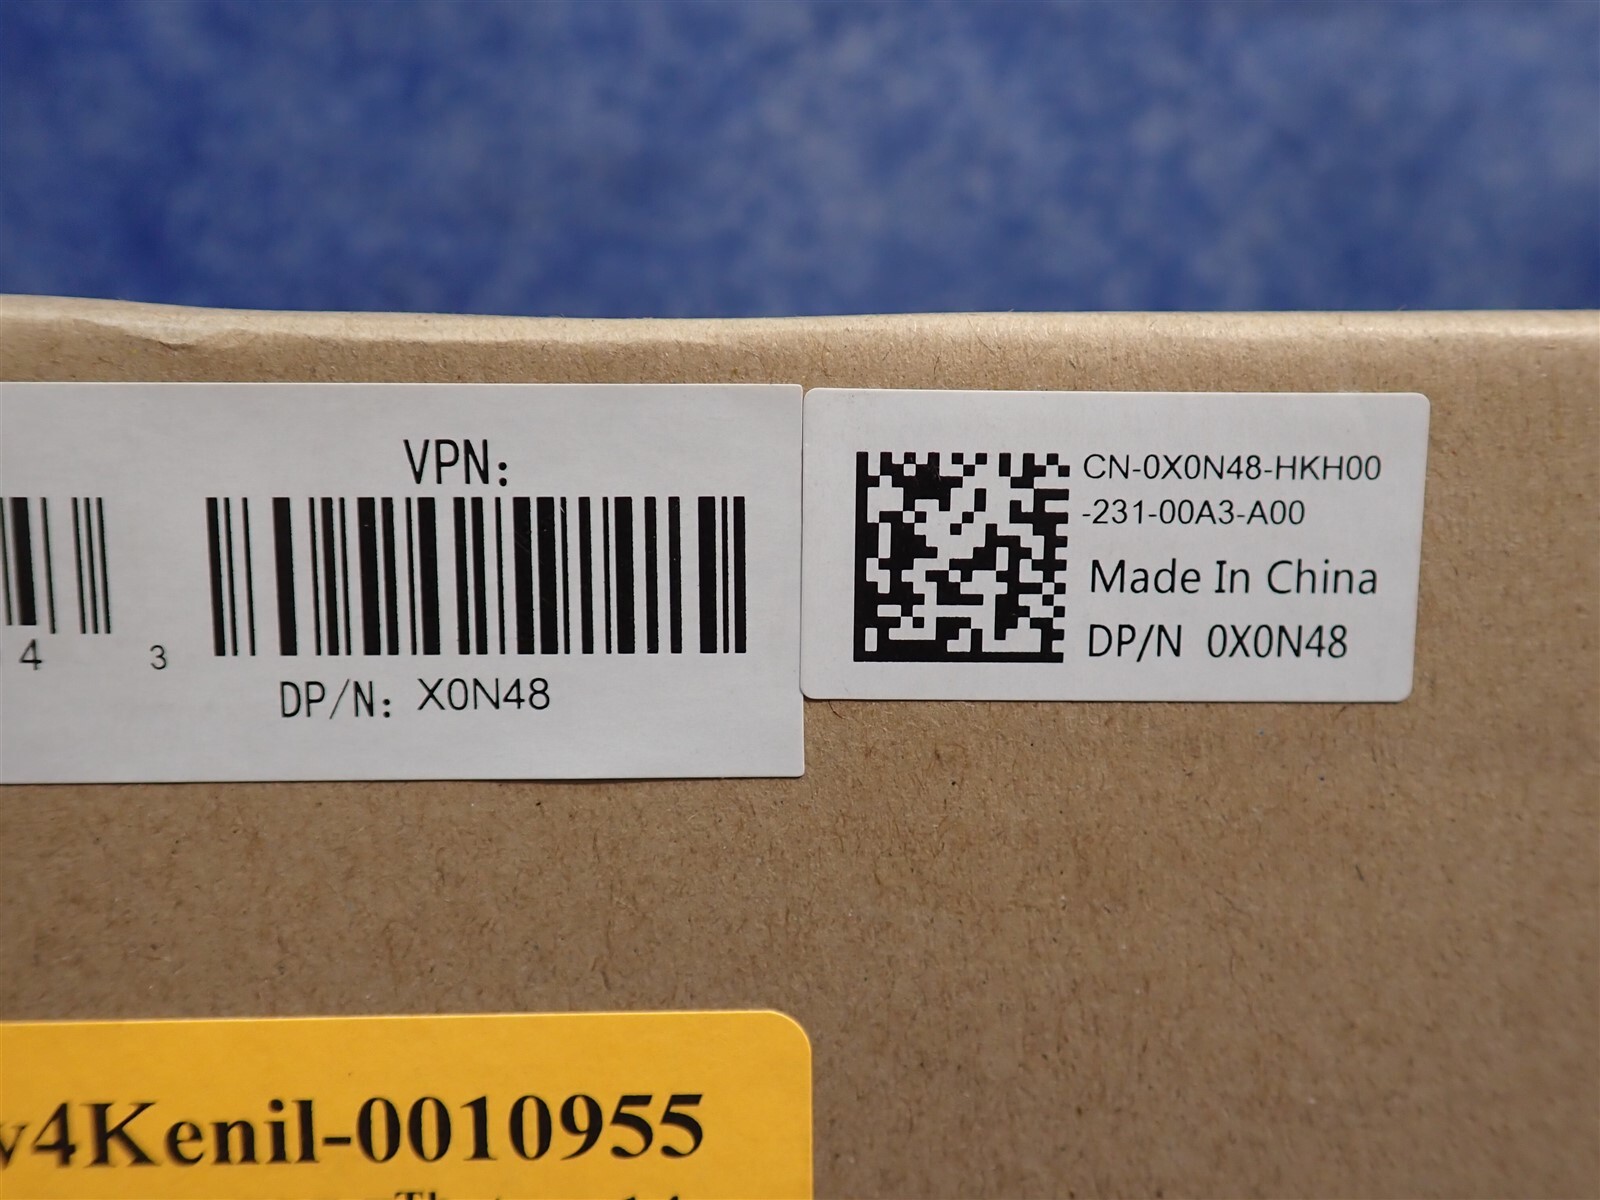 VPN:
4 3
DP/N: X0N48
CN-0X0N48-HKH00
-231-00A3-A00
Made In China
DP/N 0X0N48
v4Kenil-0010955